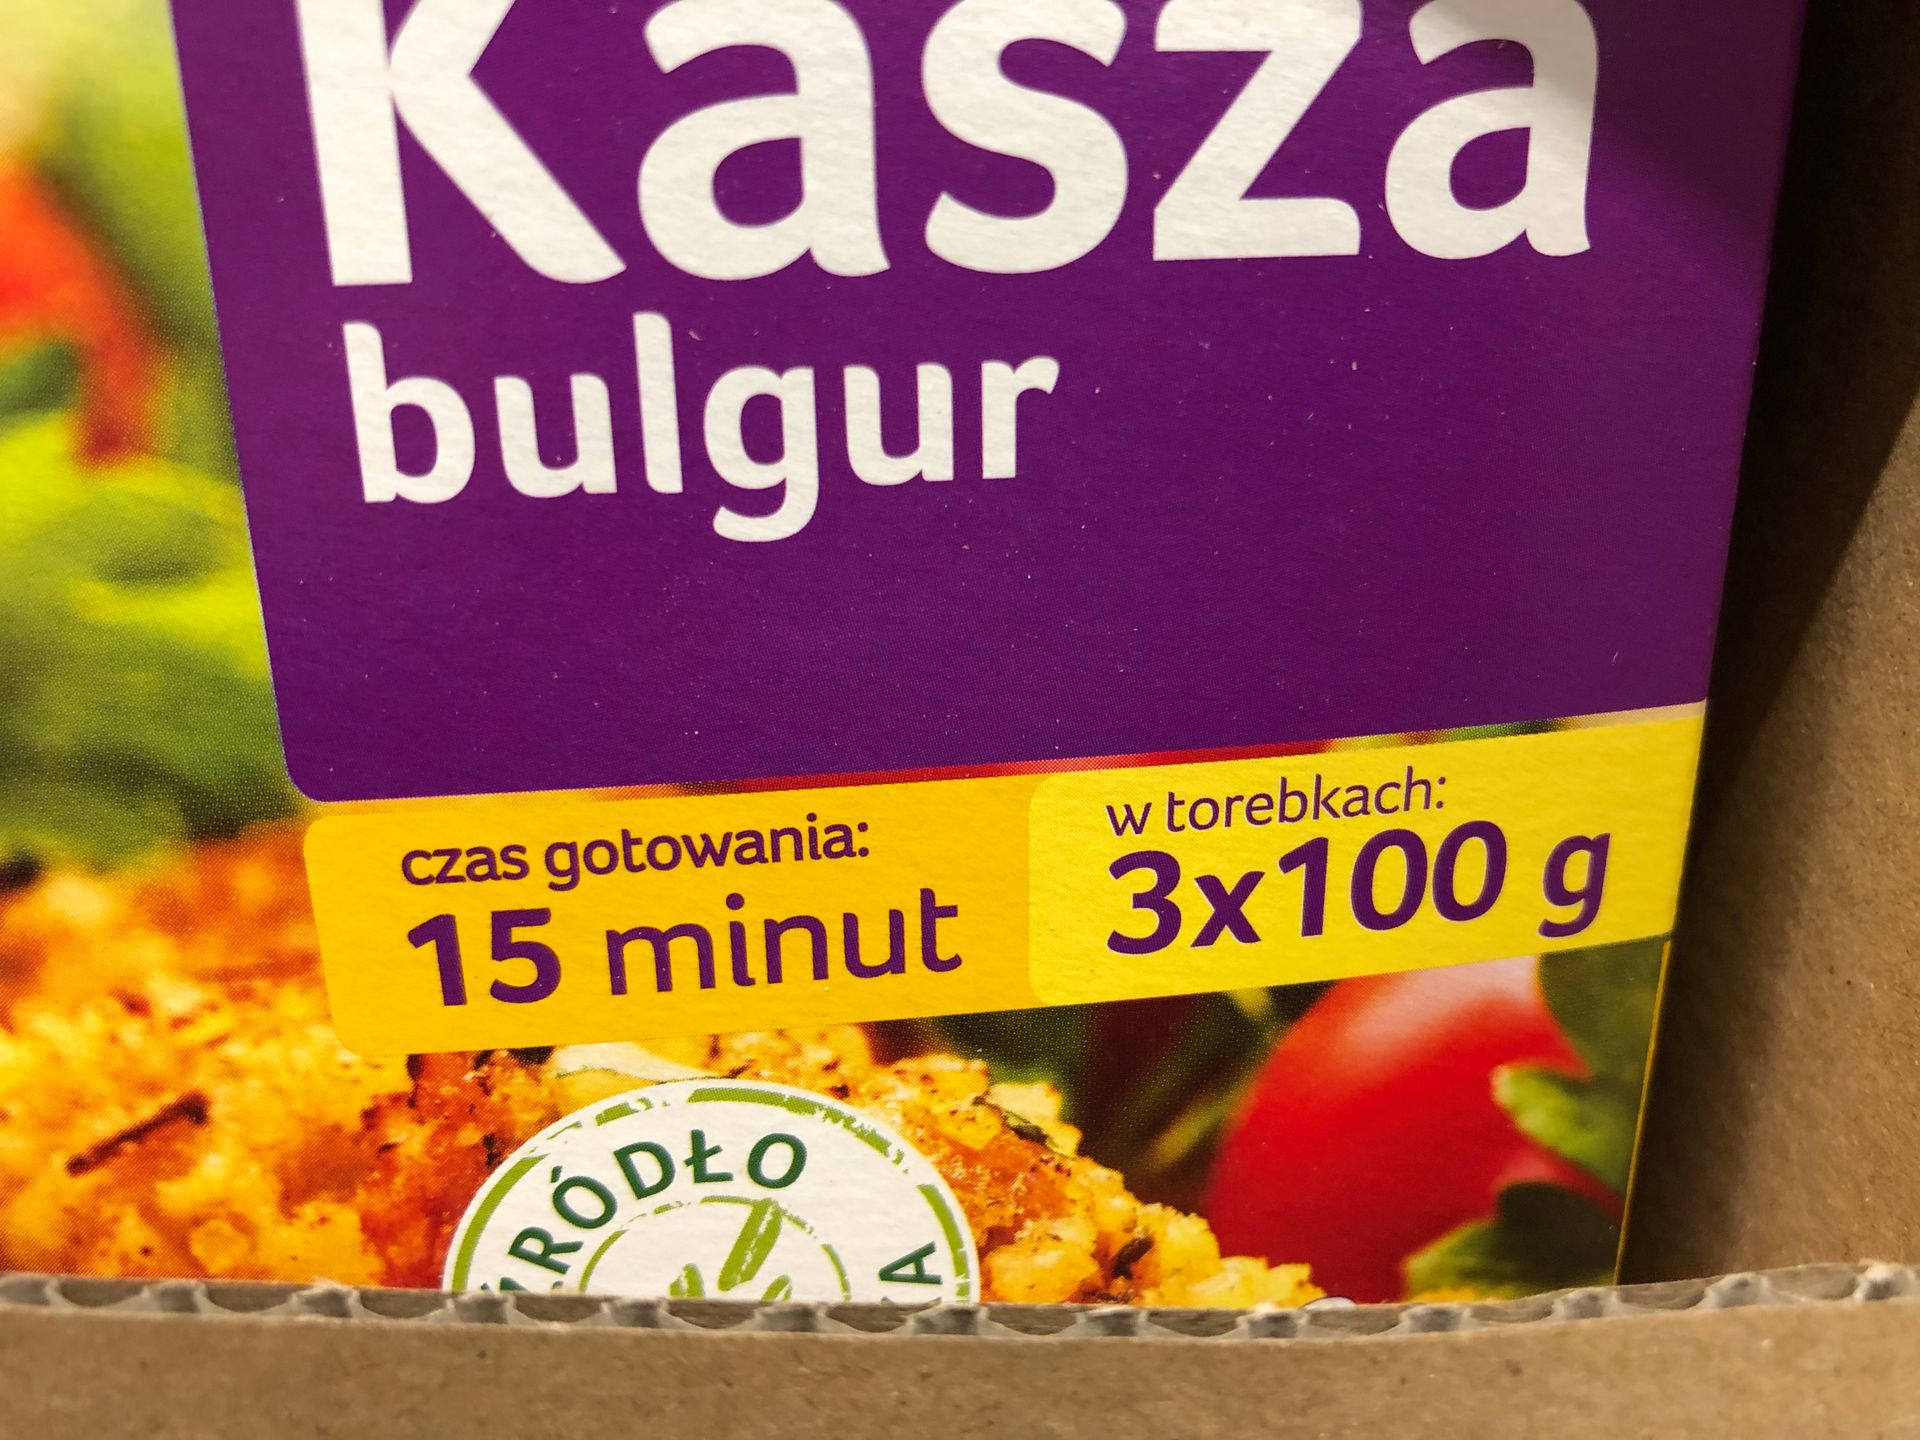 Kasza
bulgur
czas gotowania:
15 minut
w torebkach:
3x100 g
ŹRÓDŁO